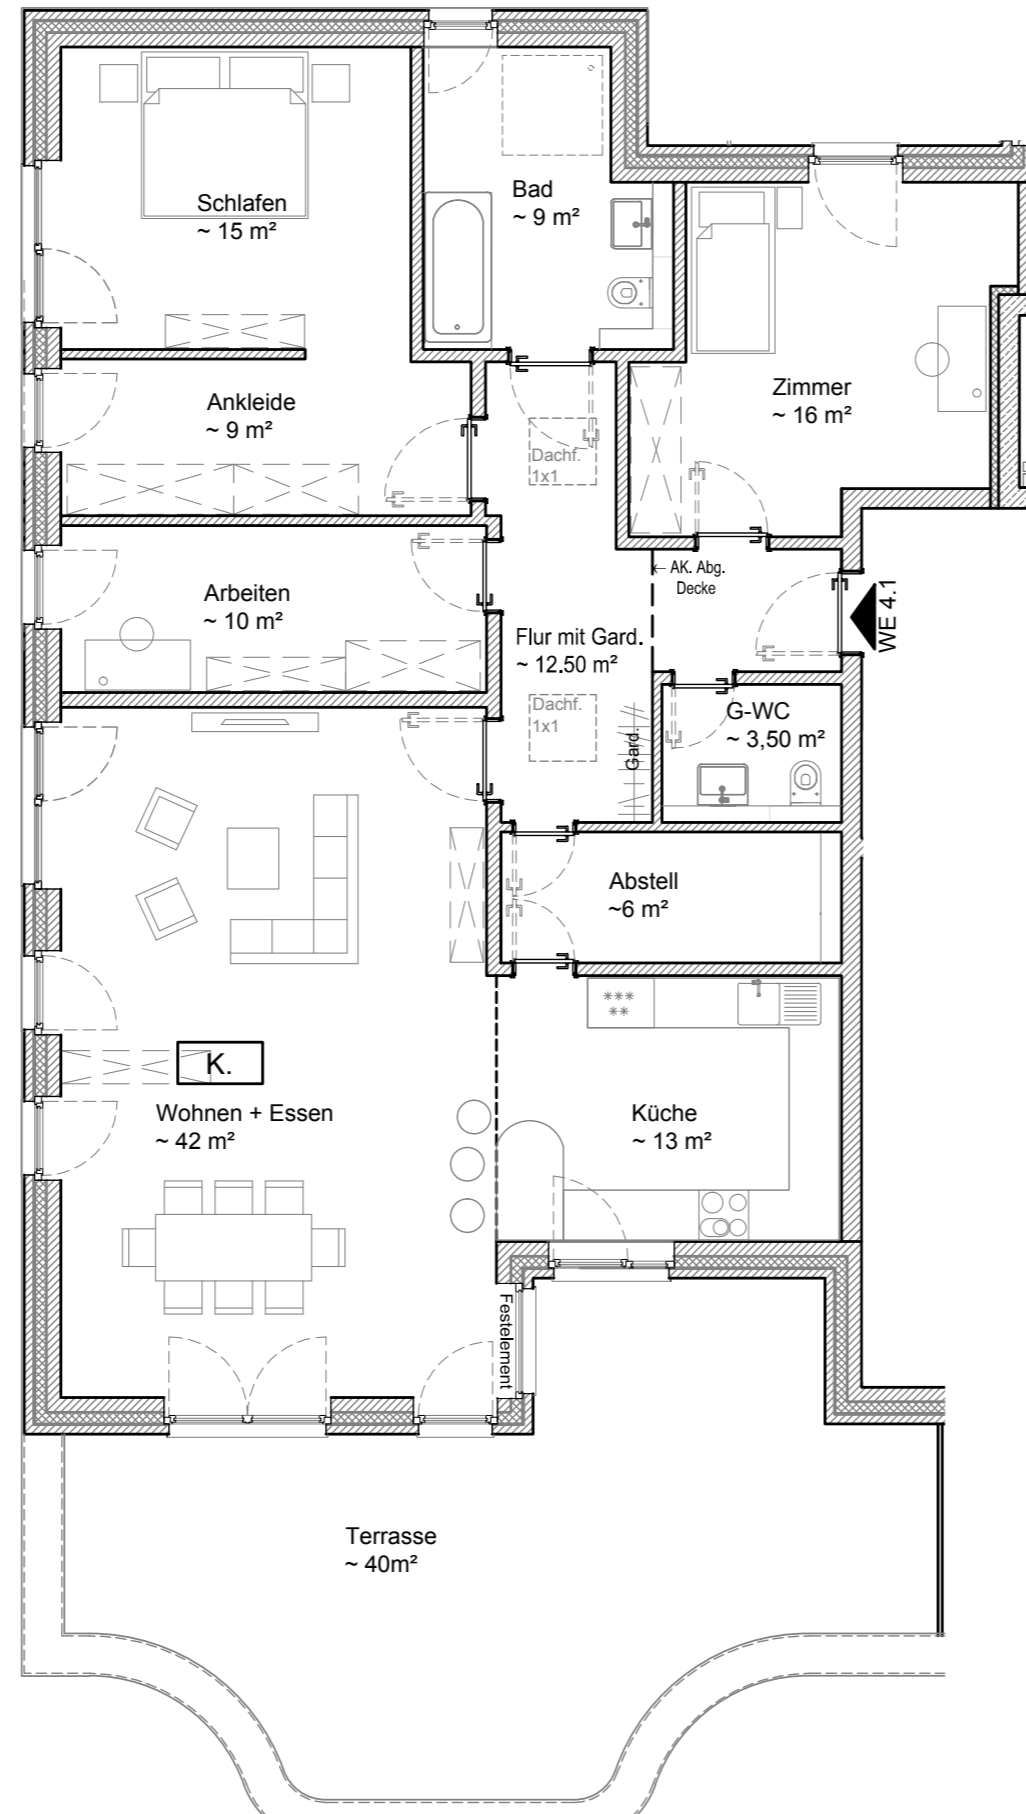 Schlafen
~ 15 m²
Bad
~ 9 m²
Zimmer
~ 16 m²
Ankleide
~ 9 m²
Dachf.
1x1
Arbeiten
~ 10 m²
← AK. Abg.
Decke
WE 4.1
Flur mit Gard.
~ 12.50 m²
Dachf.
1x1
Gard.
G-WC
~ 3,50 m²
Abstell
~6 m²
K.
Wohnen + Essen
~ 42 m²
Küche
~ 13 m²
Festelement
Terrasse
~ 40m²